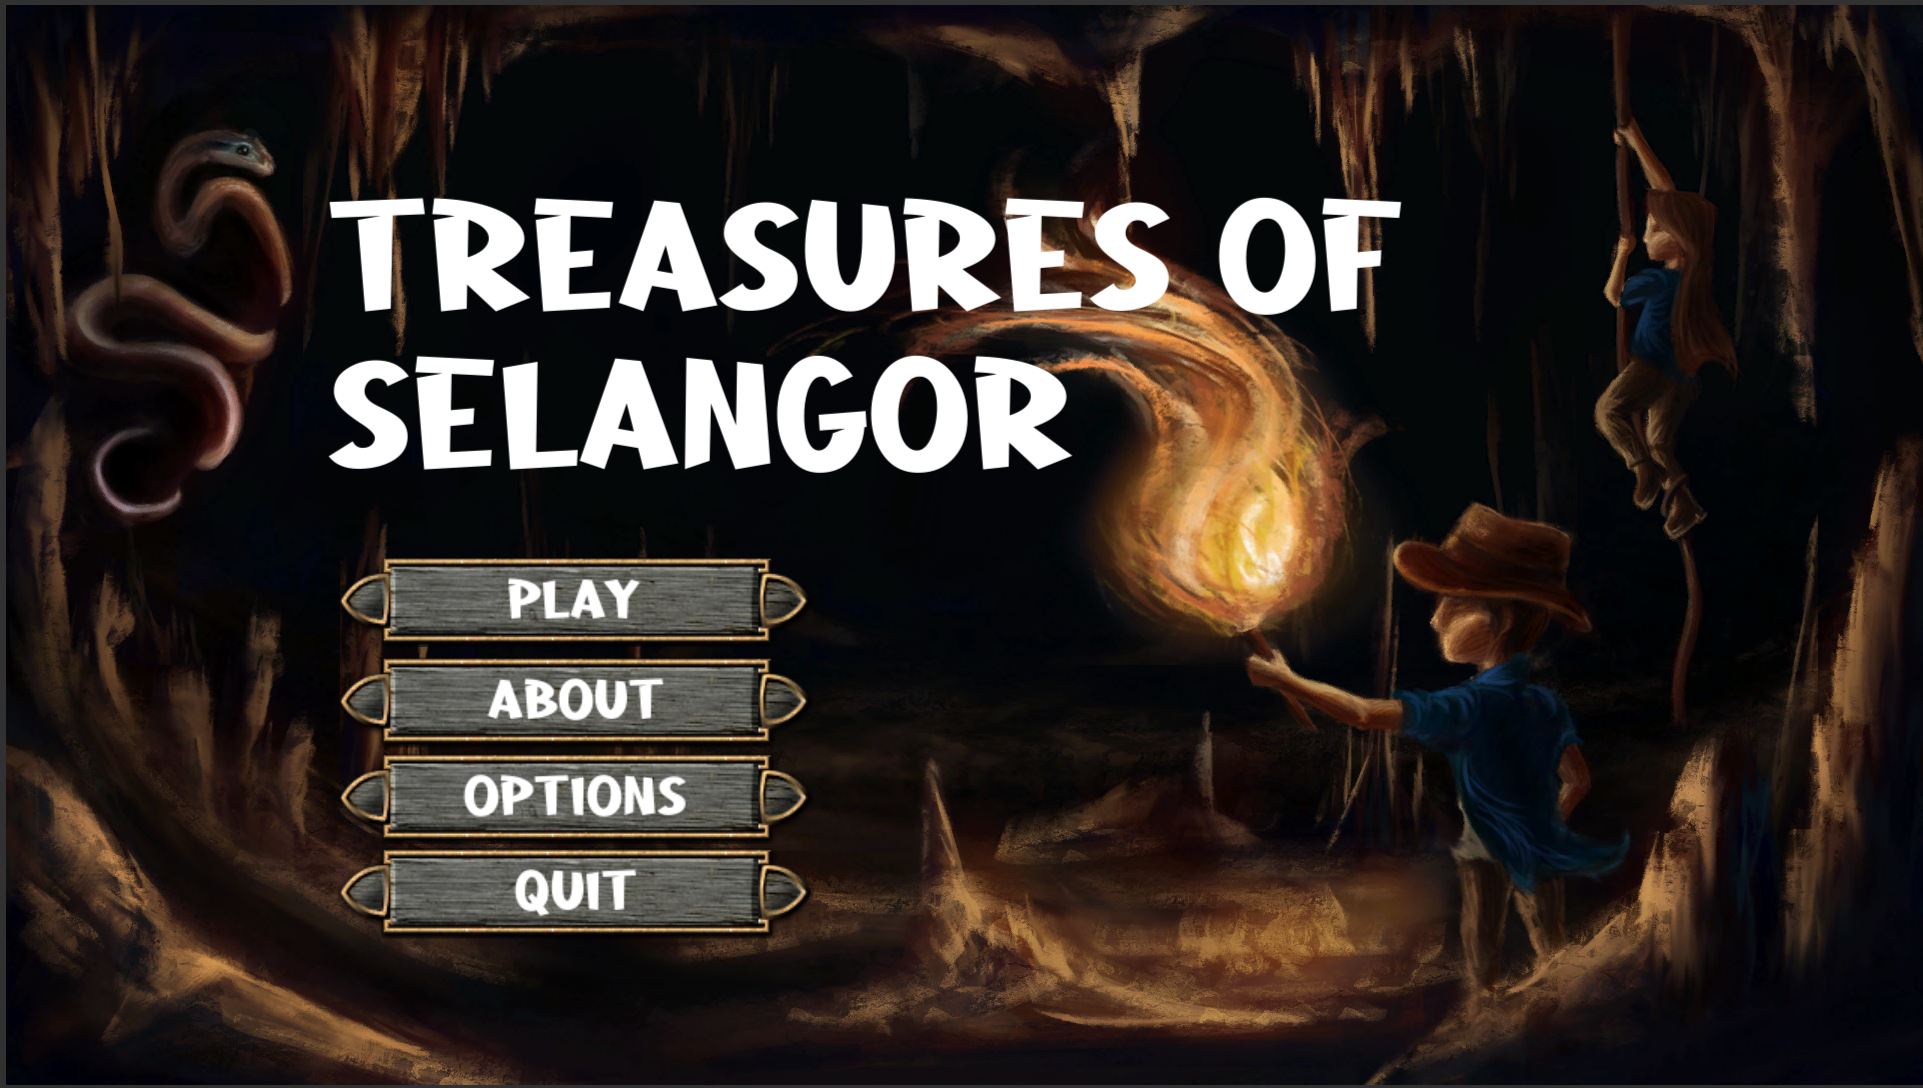 TREASURES OF
SELANGOR
PLAY
ABOUT
OPTIONS
QUIT